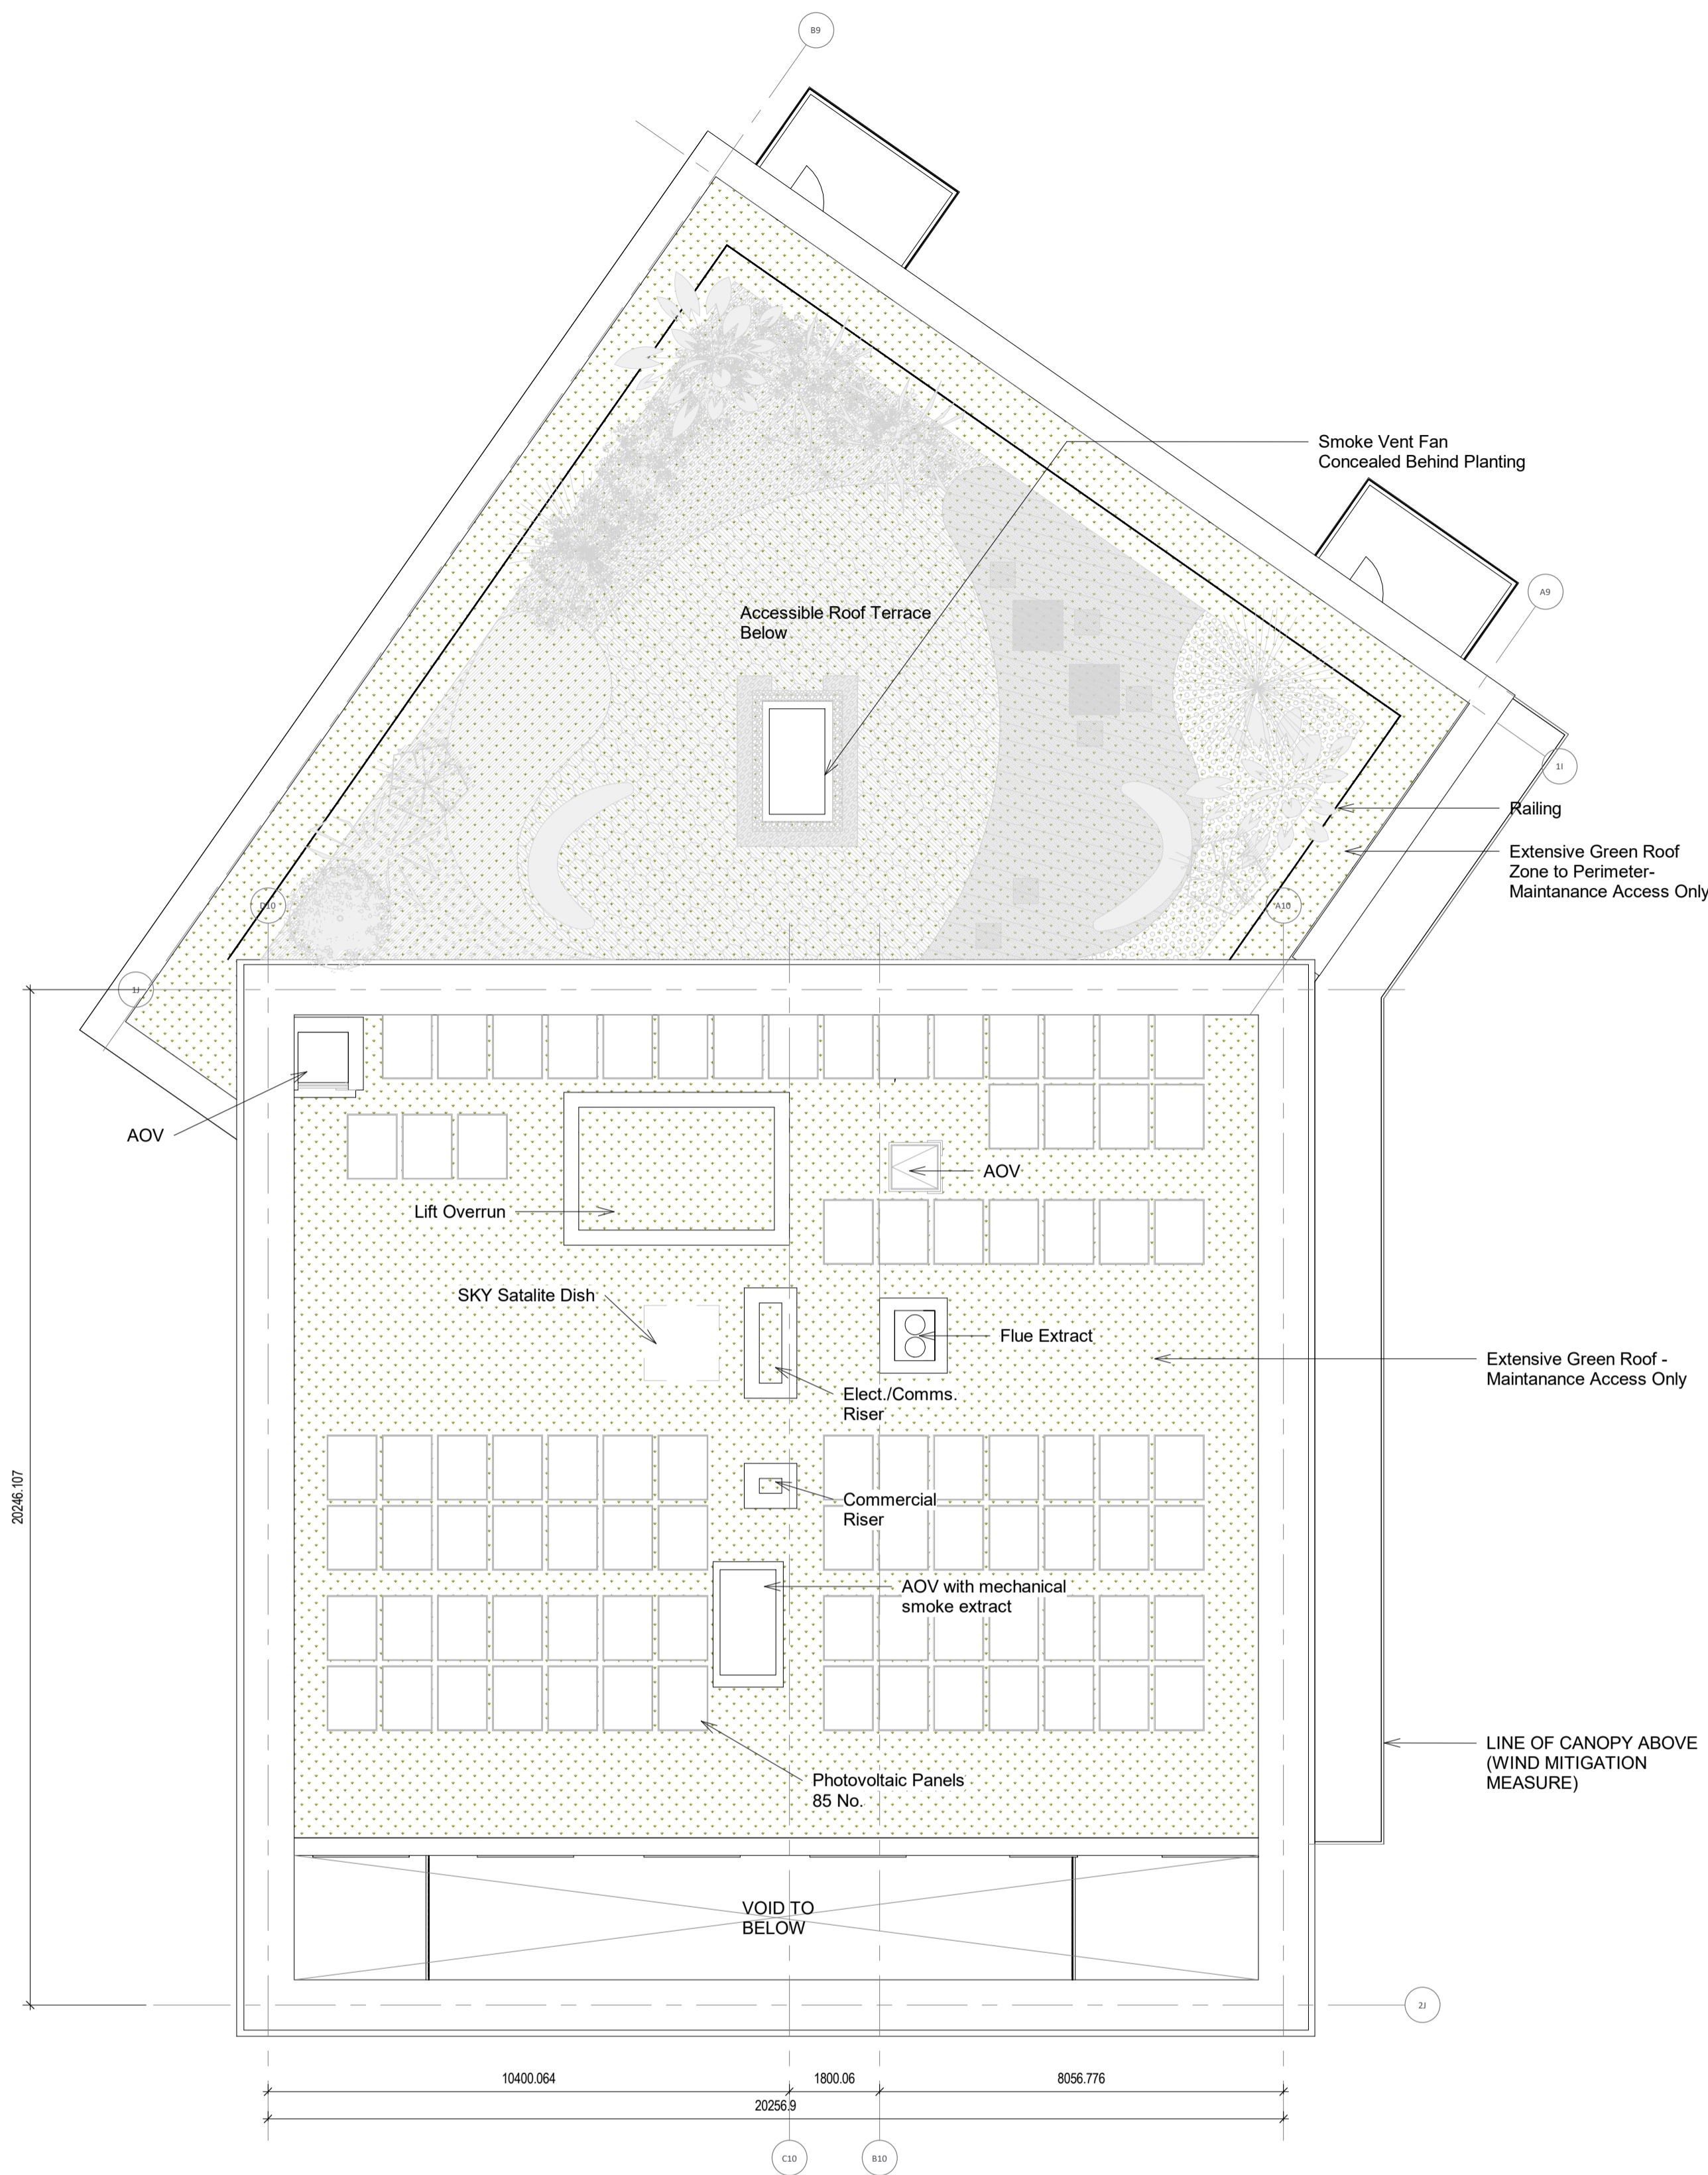 B9
Smoke Vent Fan
Concealed Behind Planting
A9
Accessible Roof Terrace
Below
1I
Railing
Extensive Green Roof
Zone to Perimeter-
Maintanance Access Only
D10
A10
1J
AOV
AOV
Lift Overrun
SKY Satalite Dish
Flue Extract
Extensive Green Roof -
Maintanance Access Only
Elect./Comms.
Riser
20246.107
Commercial
Riser
AOV with mechanical
smoke extract
LINE OF CANOPY ABOVE
(WIND MITIGATION
MEASURE)
Photovoltaic Panels
85 No.
VOID TO
BELOW
2J
10400.064
1800.06
8056.776
20256.9
C10
B10